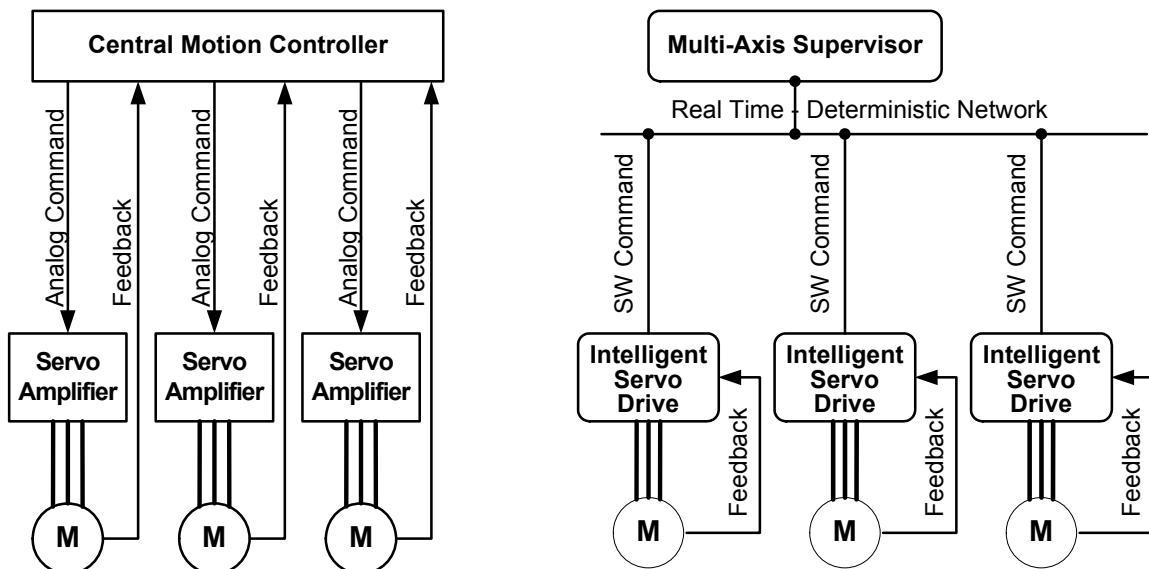 Central Motion Controller
Analog Command
Feedback
Analog Command
Feedback
Analog Command
Feedback
Servo
Amplifier
Servo
Amplifier
Servo
Amplifier
M
M
M
Multi-Axis Supervisor
Real Time - Deterministic Network
SW Command
SW Command
SW Command
Intelligent
Servo
Drive
Intelligent
Servo
Drive
Intelligent
Servo
Drive
Feedback
Feedback
Feedback
M
M
M